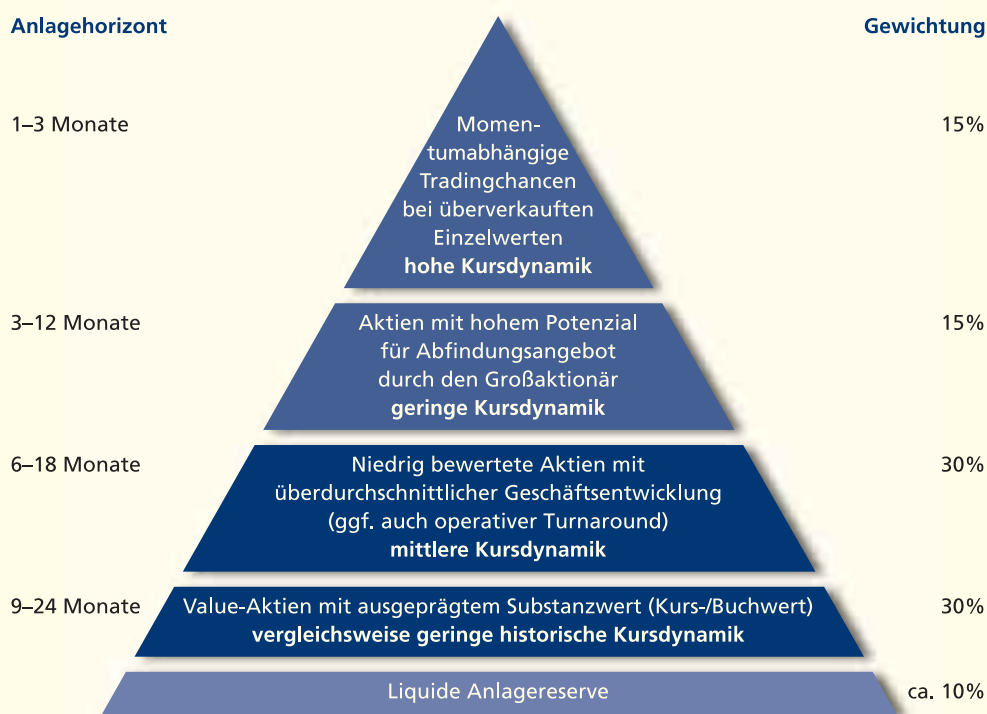 Anlagehorizont
Gewichtung
1–3 Monate
Momen-
tumabhängige
Tradingchancen
bei überverkauften
Einzelwerten
hohe Kursdynamik
15%
3–12 Monate
Aktien mit hohem Potenzial
für Abfindungsangebot
durch den Großaktionär
geringe Kursdynamik
15%
6–18 Monate
Niedrig bewertete Aktien mit
überdurchschnittlicher Geschäftsentwicklung
(ggf. auch operativer Turnaround)
mittlere Kursdynamik
30%
9–24 Monate
Value-Aktien mit ausgeprägtem Substanzwert (Kurs-/Buchwert)
vergleichsweise geringe historische Kursdynamik
30%
Liquide Anlagereserve
ca. 10%